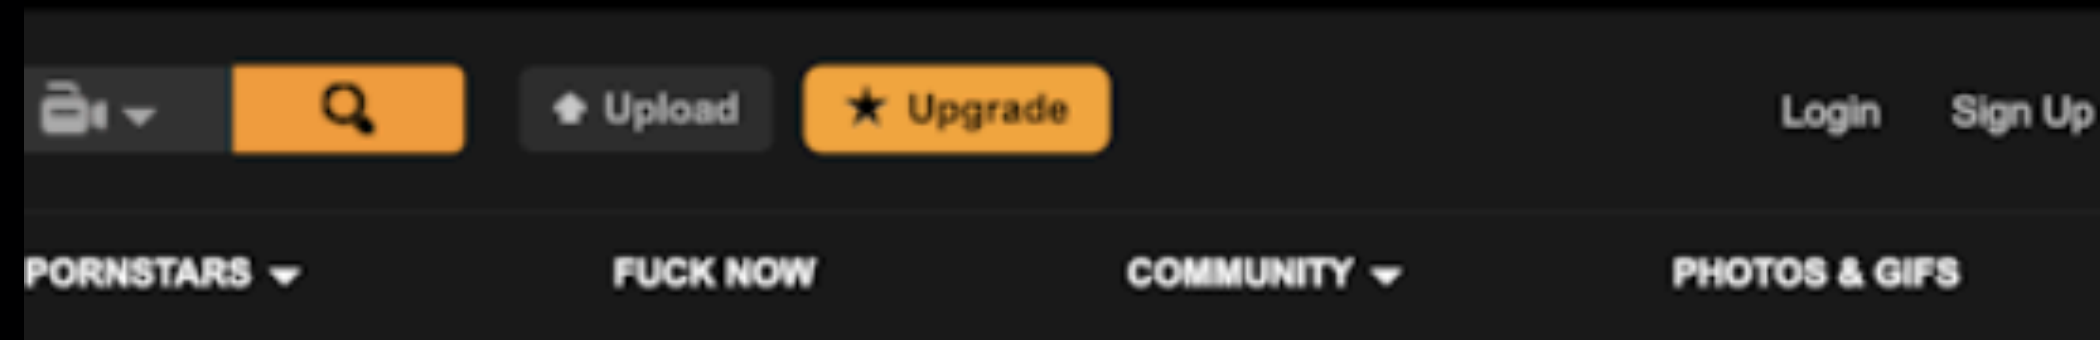 Upload Upgrade Login Sign Up
PORNSTARS FUCK NOW COMMUNITY PHOTOS & GIFS